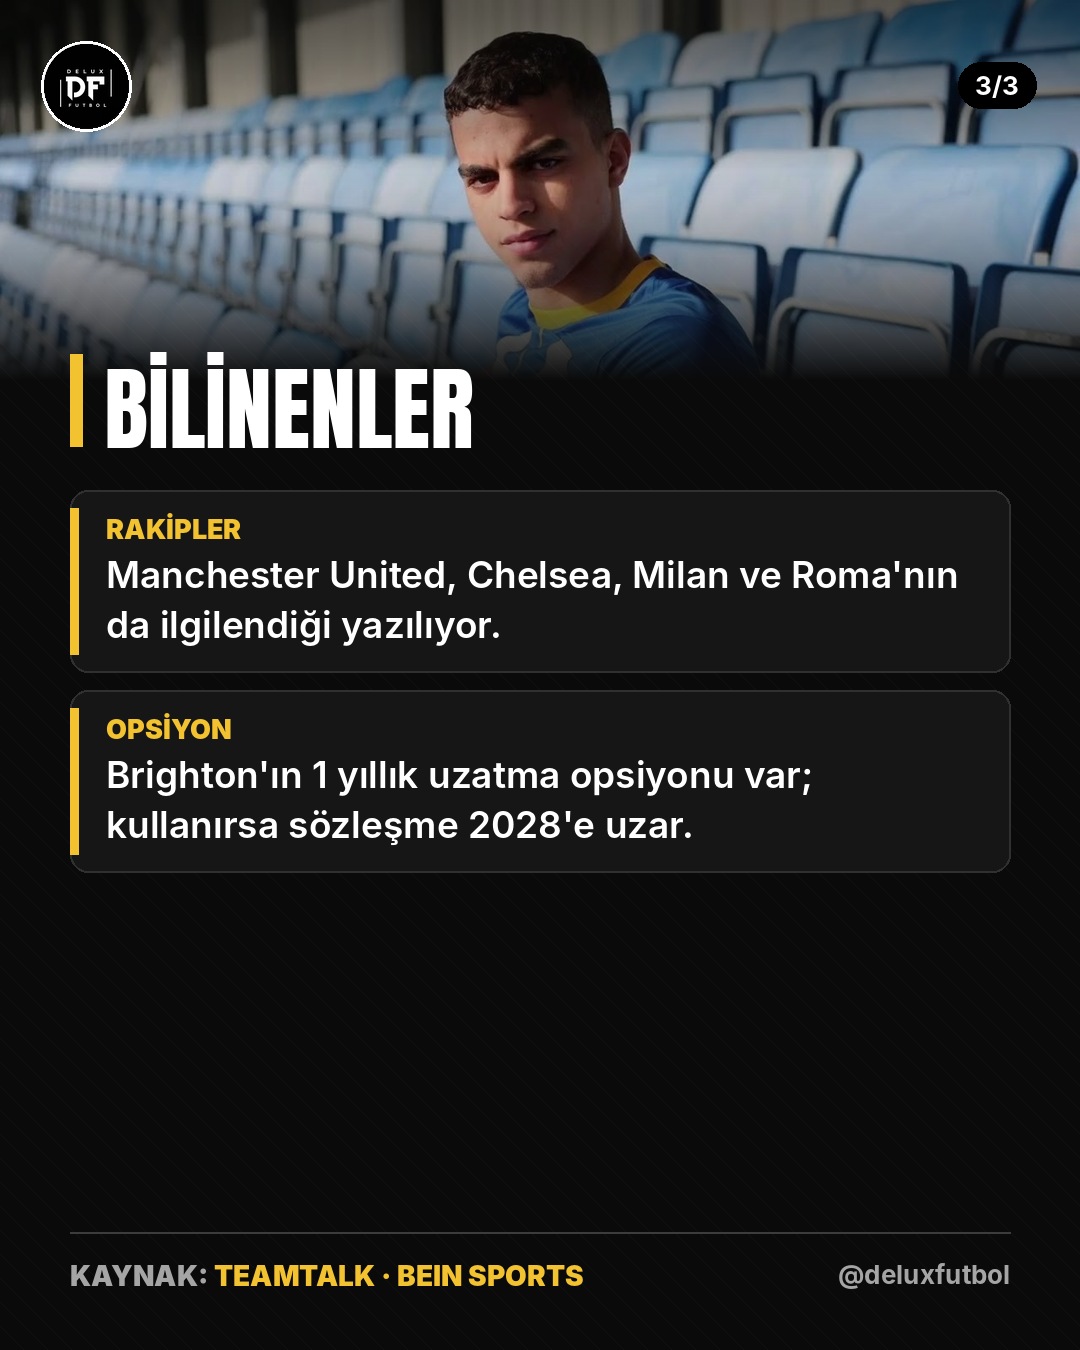 DELUX
DF
FUTBOL
3/3
BİLİNENLER
RAKİPLER
Manchester United, Chelsea, Milan ve Roma'nın
da ilgilendiği yazılıyor.
OPSİYON
Brighton'ın 1 yıllık uzatma opsiyonu var;
kullanırsa sözleşme 2028'e uzar.
KAYNAK: TEAMTALK · BEIN SPORTS
@deluxfutbol